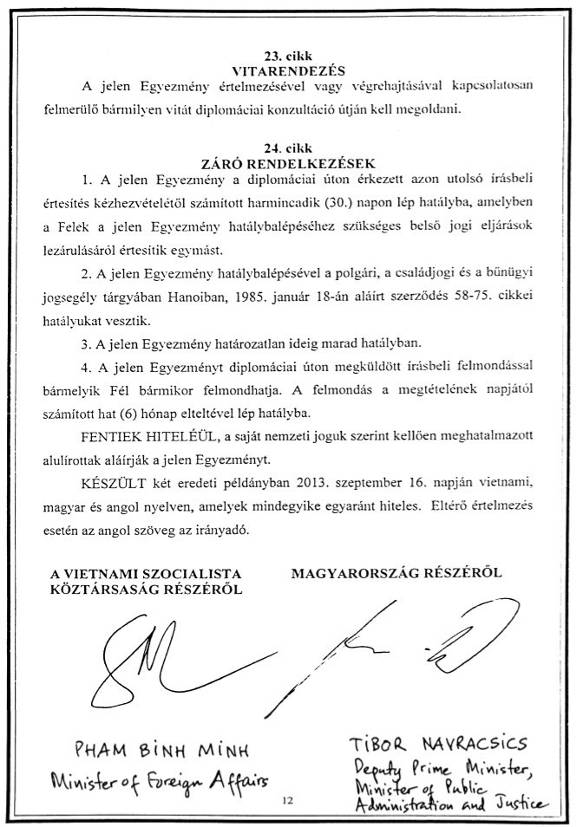 23. cikk
VITARENDEZÉS
A jelen Egyezmény értelmezésével vagy végrehajtásával kapcsolatosan
felmerülő bármilyen vitát diplomáciai konzultáció útján kell megoldani.
24. cikk
ZÁRÓ RENDELKEZÉSEK
1. A jelen Egyezmény a diplomáciai úton érkezett azon utolsó írásbeli
értesítés kézhezvételétől számított harmincadik (30.) napon lép hatályba, amelyben
a Felek a jelen Egyezmény hatálybalépéséhez szükséges belső jogi eljárások
lezárulásáról értesítik egymást.
2. A jelen Egyezmény hatálybalépésével a polgári, a családjogi és a bűnügyi
jogsegély tárgyában Hanoiban, 1985. január 18-án aláírt szerződés 58-75. cikkei
hatályukat vesztik.
3. A jelen Egyezmény határozatlan ideig marad hatályban.
4. A jelen Egyezményt diplomáciai úton megküldött írásbeli felmondással
bármelyik Fél bármikor felmondhatja. A felmondás a megtételének napjától
számított hat (6) hónap elteltével lép hatályba.
FENTIEK HITELÉÜL, a saját nemzeti joguk szerint kellően meghatalmazott
alulírottak aláírják a jelen Egyezményt.
KÉSZÜLT két eredeti példányban 2013. szeptember 16. napján vietnami,
magyar és angol nyelven, amelyek mindegyike egyaránt hiteles. Eltérő értelmezés
esetén az angol szöveg az irányadó.
A VIETNAMI SZOCIALISTA
KÖZTÁRSASÁG RÉSZÉRŐL
MAGYARORSZÁG RÉSZÉRŐL
PHAM BINH MINH
Minister of Foreign Affairs
TIBOR NAVRACSICS
Deputy Prime Minister,
Minister of Public
Administration and Justice
12